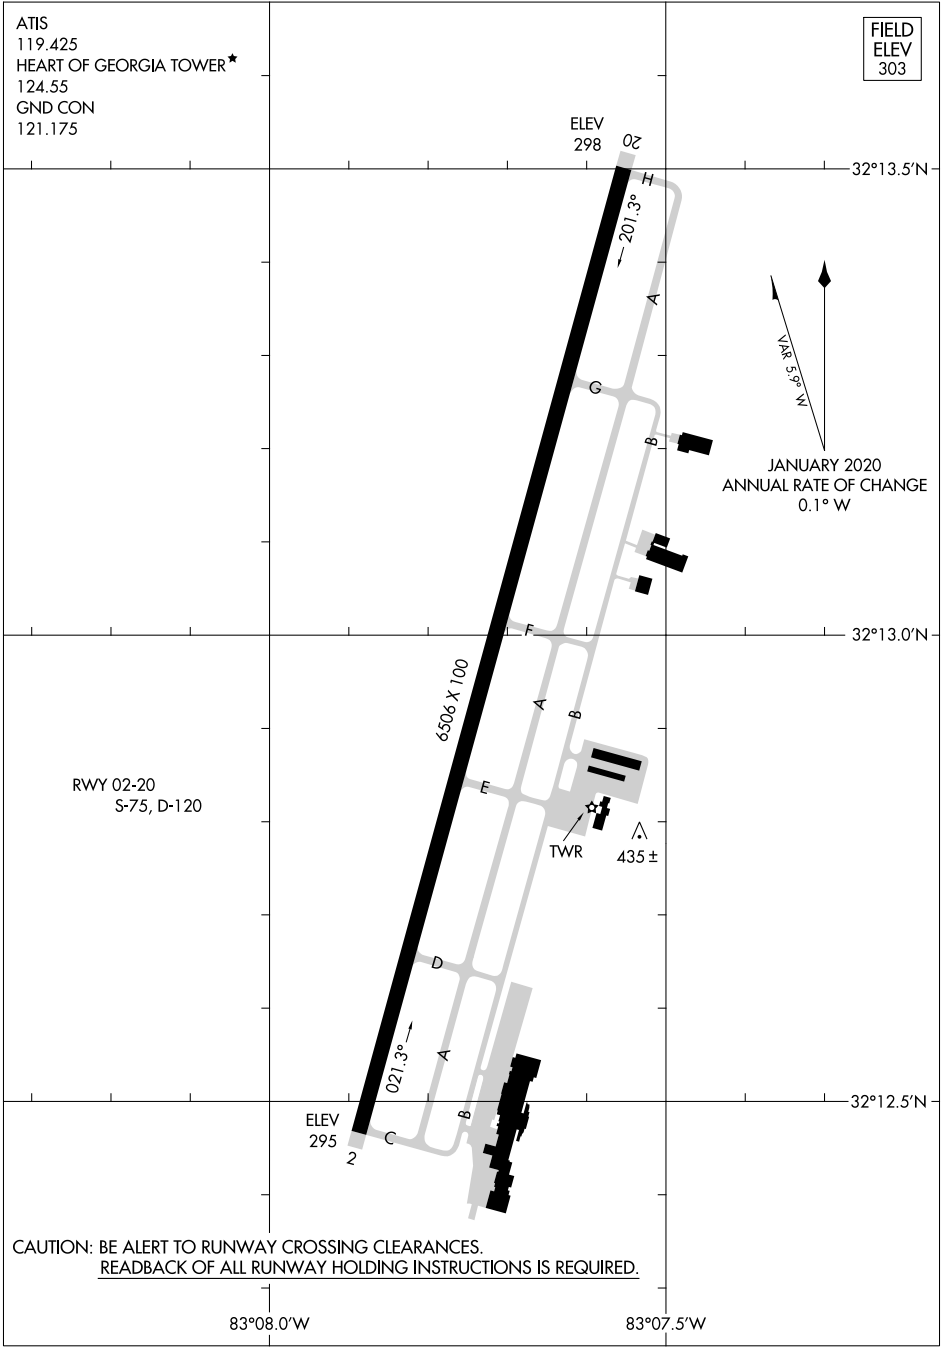 ATIS
119.425
HEART OF GEORGIA TOWER★
124.55
GND CON
121.175
FIELD
ELEV
303
ELEV
298
20
32°13.5'N
H
201.3°
A
VAR 5.9° W
G
B
JANUARY 2020
ANNUAL RATE OF CHANGE
0.1° W
F
32°13.0'N
6506 X 100
A
B
RWY 02-20
S-75, D-120
E
TWR
435 ±
D
021.3°
A
B
32°12.5'N
ELEV
295
C
2
CAUTION: BE ALERT TO RUNWAY CROSSING CLEARANCES.
READBACK OF ALL RUNWAY HOLDING INSTRUCTIONS IS REQUIRED.
83°08.0'W
83°07.5'W